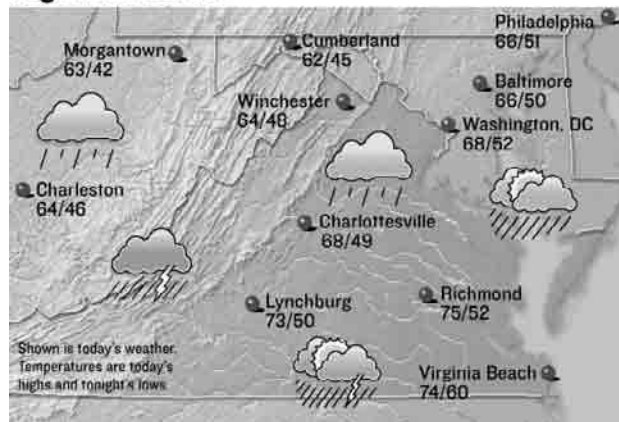 Philadelphia
66/51
Morgantown
63/42
Cumberland
62/45
Baltimore
66/50
Winchester
64/48
Washington, DC
68/52
Charleston
64/46
Charlottesville
68/49
Lynchburg
73/50
Richmond
75/52
Shown is today's weather.
Temperatures are today's
highs and tonight's lows.
Virginia Beach
74/60